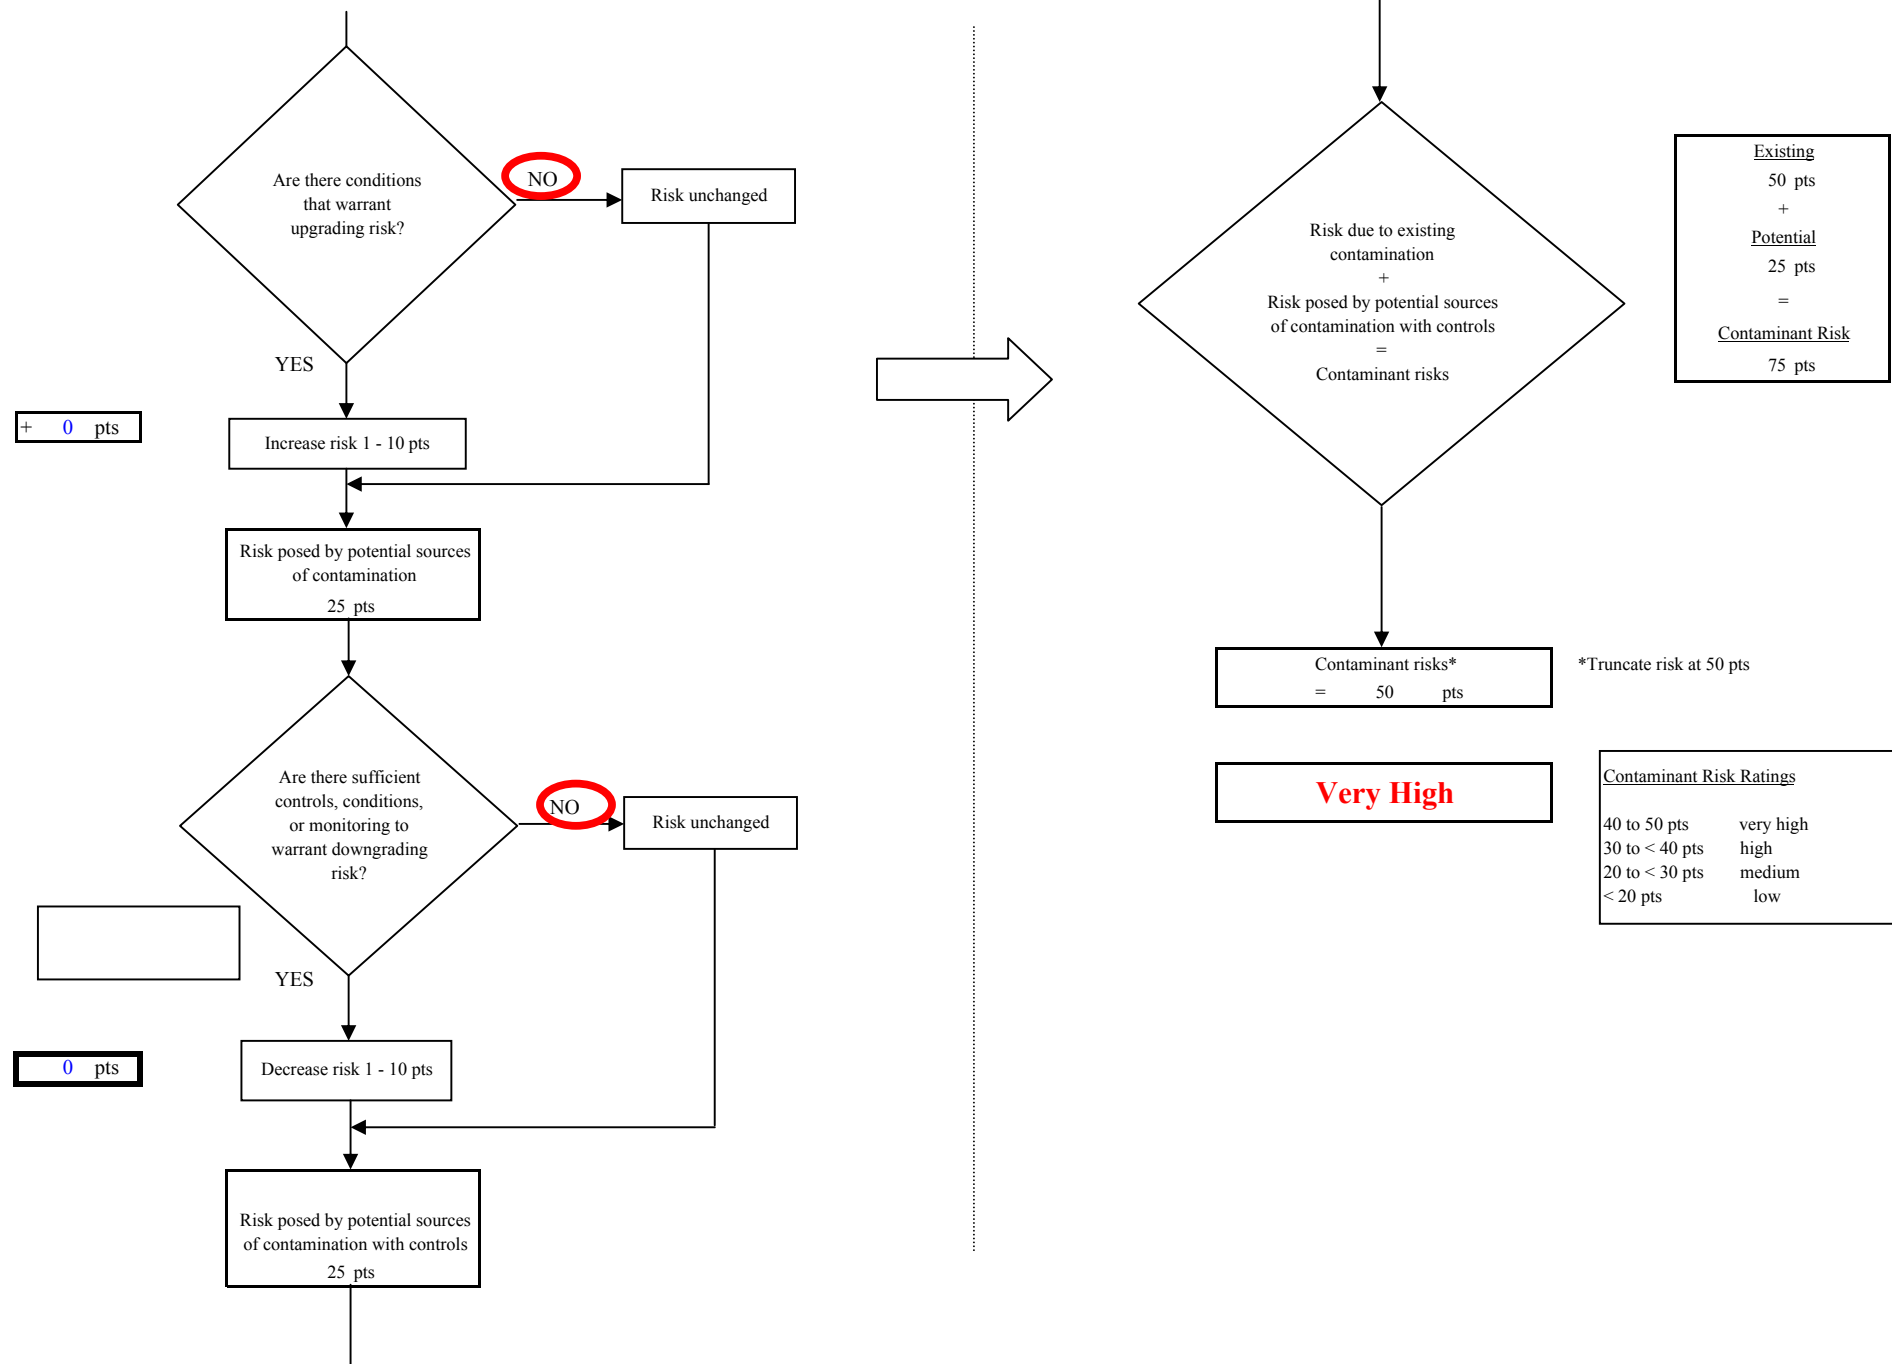 Are there conditions
that warrant
upgrading risk?
NO
Risk unchanged
YES
+ 0 pts
Increase risk 1 - 10 pts
Risk posed by potential sources
of contamination
25 pts
Are there sufficient
controls, conditions,
or monitoring to
warrant downgrading
risk?
NO
Risk unchanged
YES
0 pts
Decrease risk 1 - 10 pts
Risk posed by potential sources
of contamination with controls
25 pts
Risk due to existing
contamination
+
Risk posed by potential sources
of contamination with controls
=
Contaminant risks
Existing
50 pts
+
Potential
25 pts
=
Contaminant Risk
75 pts
Contaminant risks*
= 50 pts
*Truncate risk at 50 pts
Very High
Contaminant Risk Ratings
40 to 50 pts very high
30 to < 40 pts high
20 to < 30 pts medium
< 20 pts low